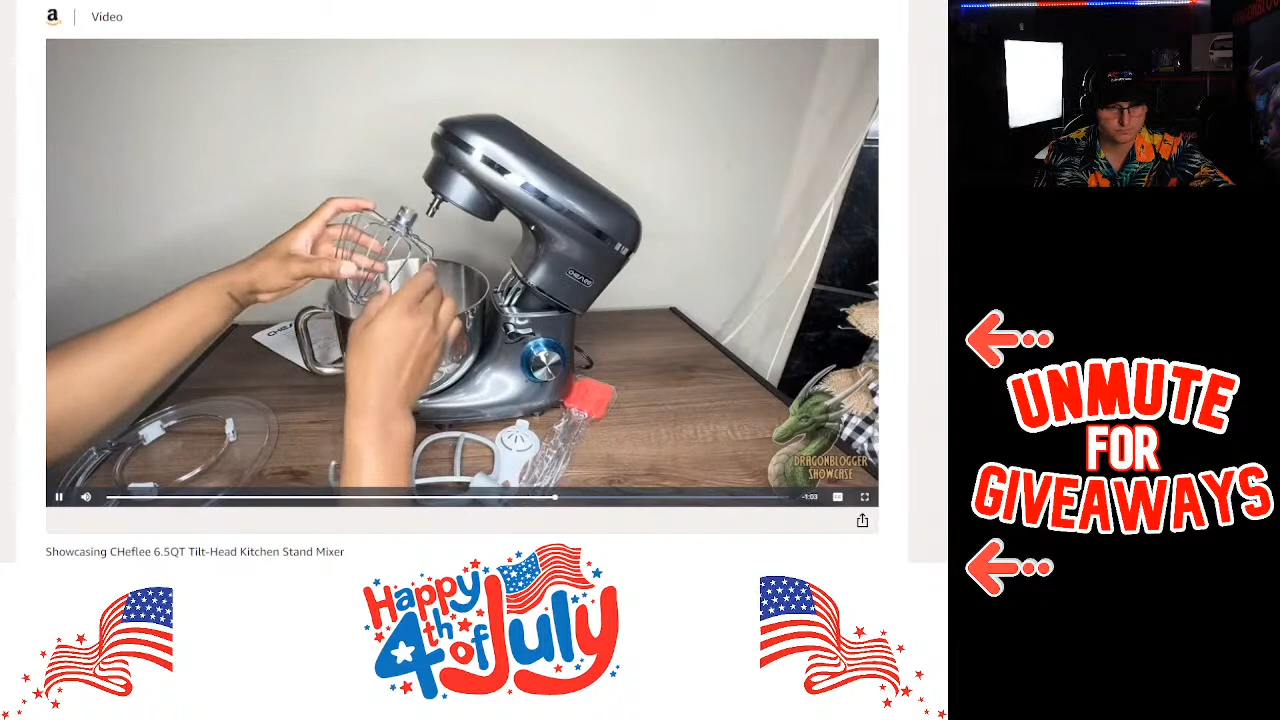 Video
CHEFLEE
DRAGONBLOGGER
SHOWCASE
-1:03
Showcasing CHeflee 6.5QT Tilt-Head Kitchen Stand Mixer
Happy
4th of July
UNMUTE
FOR
GIVEAWAYS